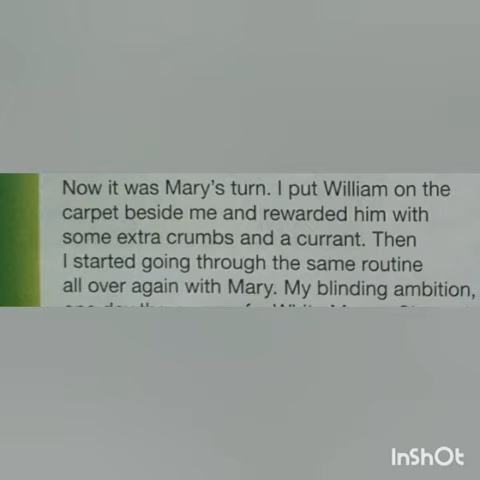 Now it was Mary's turn. I put William on the
carpet beside me and rewarded him with
some extra crumbs and a currant. Then
I started going through the same routine
all over again with Mary. My blinding ambition,
InShOt